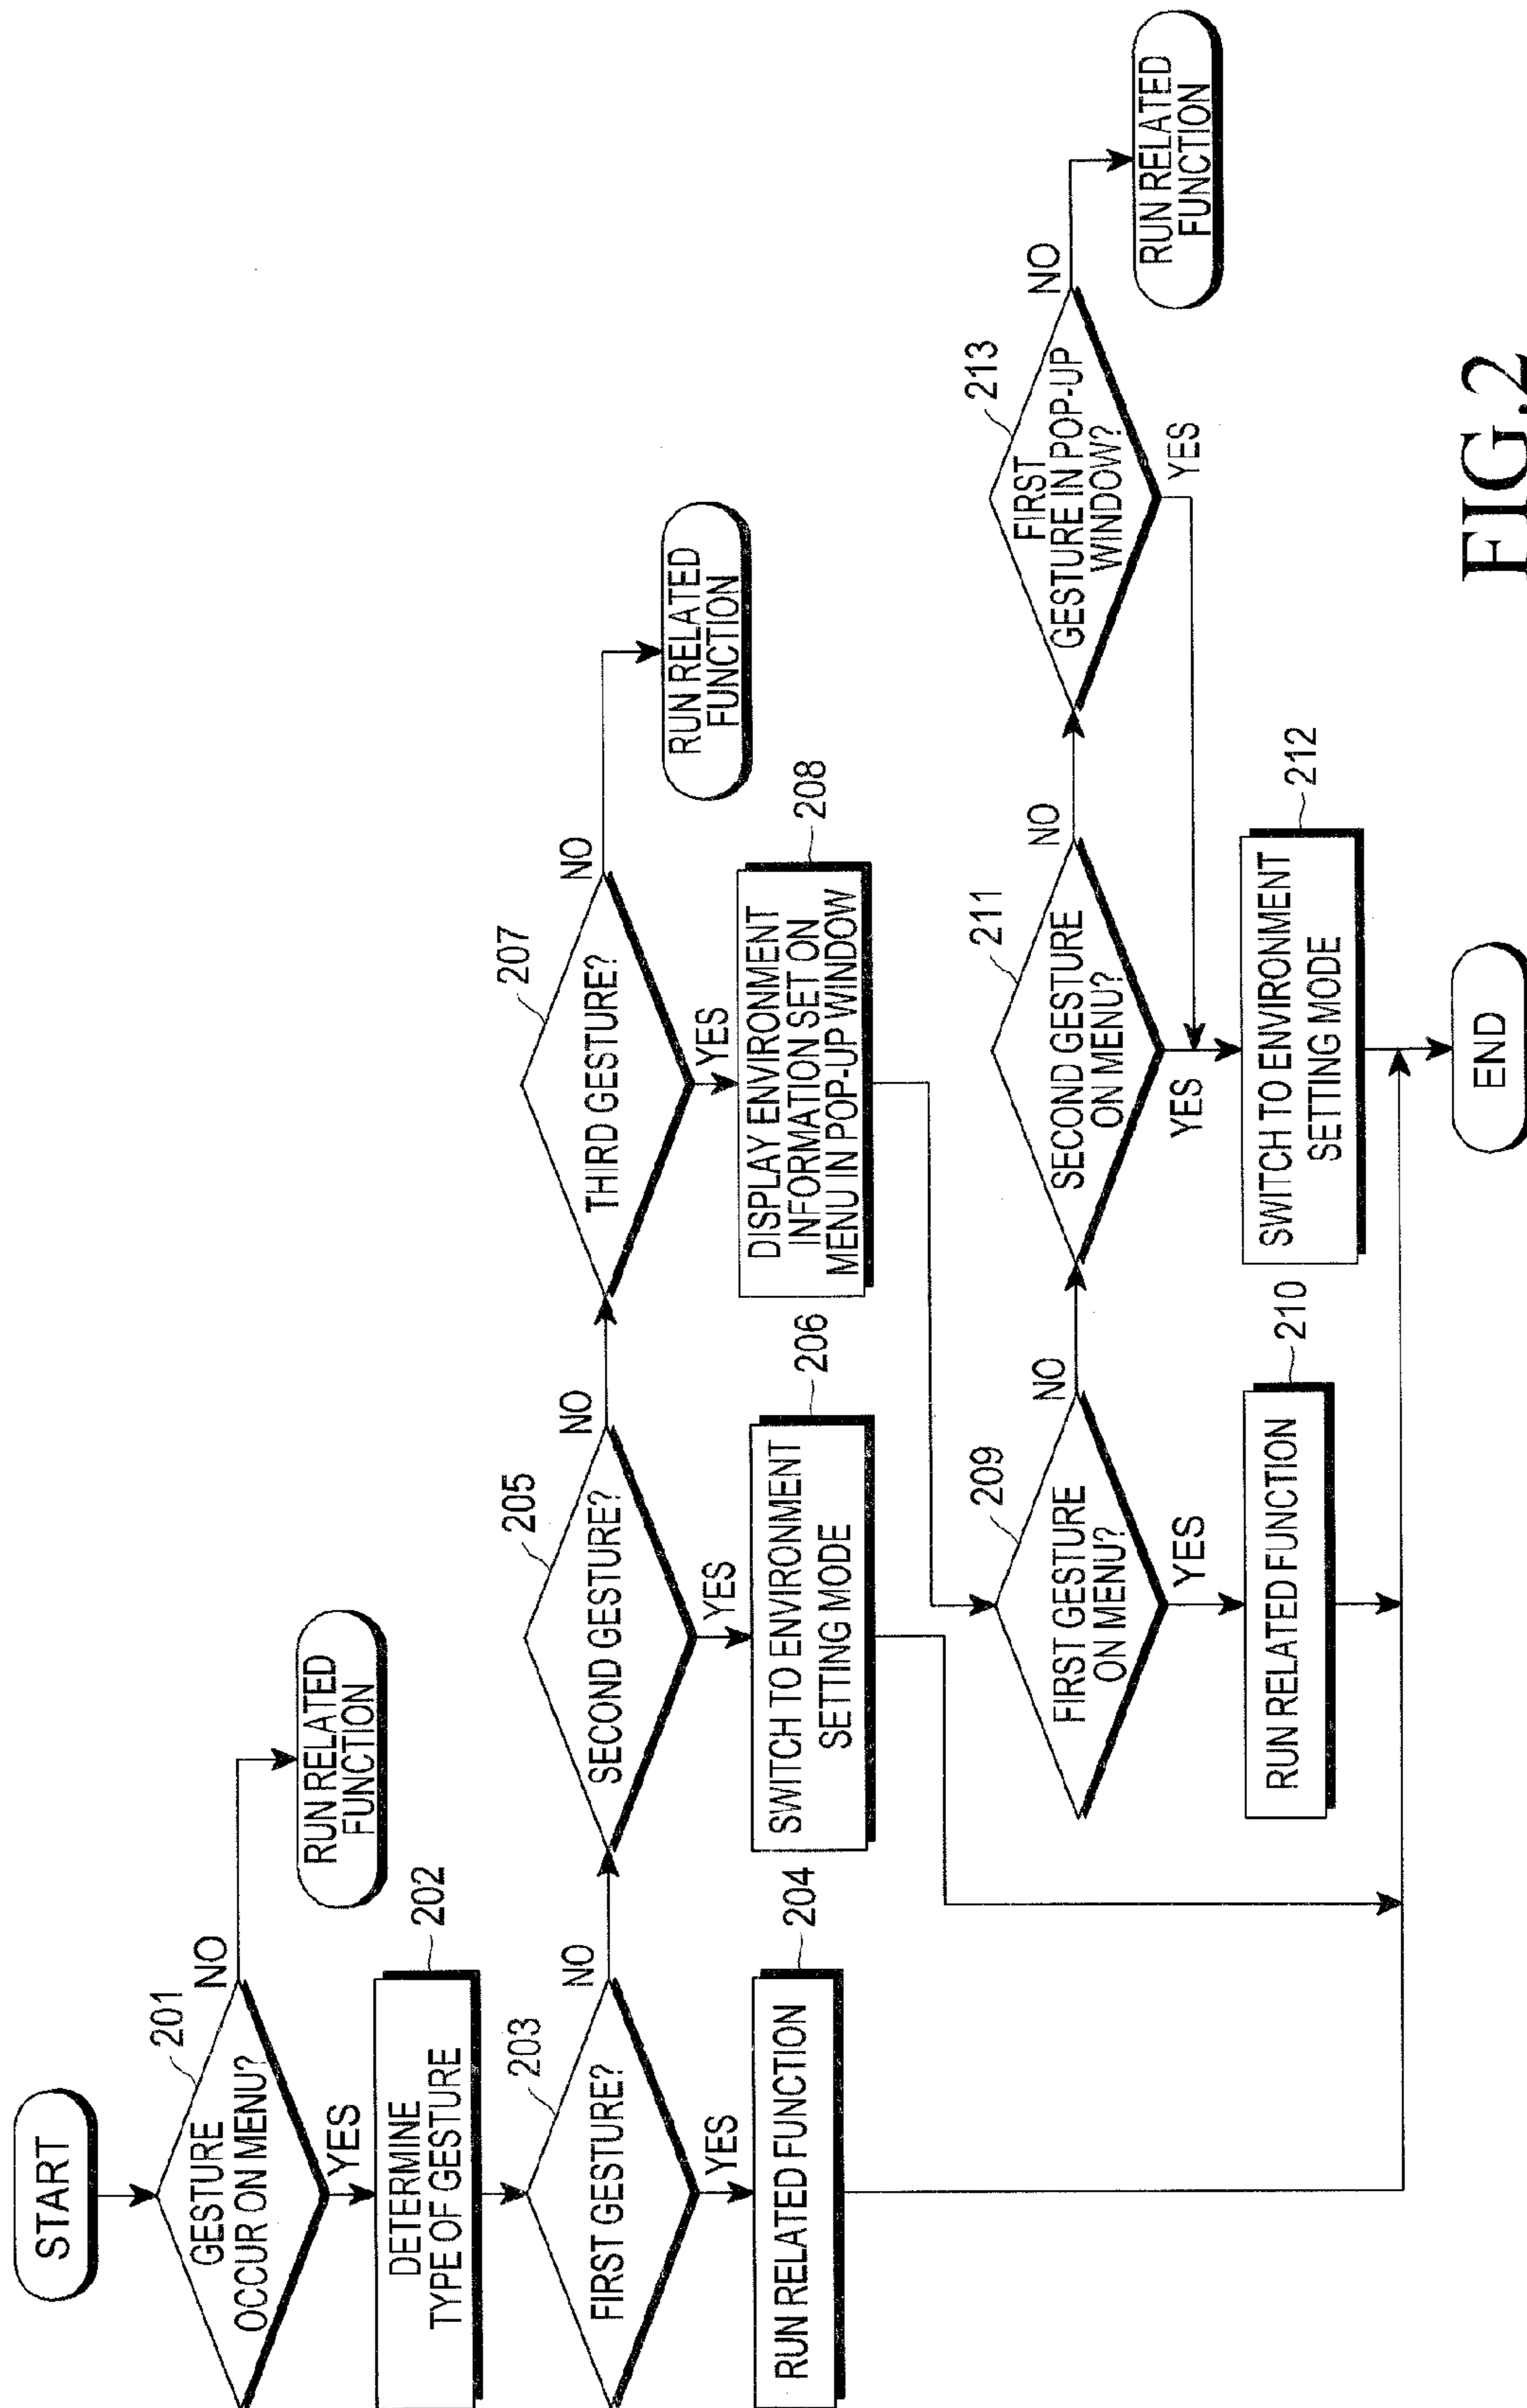 START
201
GESTURE
OCCUR ON MENU?
NO
YES
RUN RELATED
FUNCTION
202
DETERMINE
TYPE OF GESTURE
203
FIRST GESTURE?
NO
YES
204
RUN RELATED FUNCTION
205
SECOND GESTURE?
NO
YES
206
SWITCH TO ENVIRONMENT
SETTING MODE
207
THIRD GESTURE?
NO
YES
RUN RELATED
FUNCTION
208
DISPLAY ENVIRONMENT
INFORMATION SET ON
MENU IN POP-UP WINDOW
209
FIRST GESTURE
ON MENU?
NO
YES
210
RUN RELATED FUNCTION
211
SECOND GESTURE
ON MENU?
NO
YES
212
SWITCH TO ENVIRONMENT
SETTING MODE
213
FIRST
GESTURE IN POP-UP
WINDOW?
NO
YES
RUN RELATED
FUNCTION
END
FIG.2